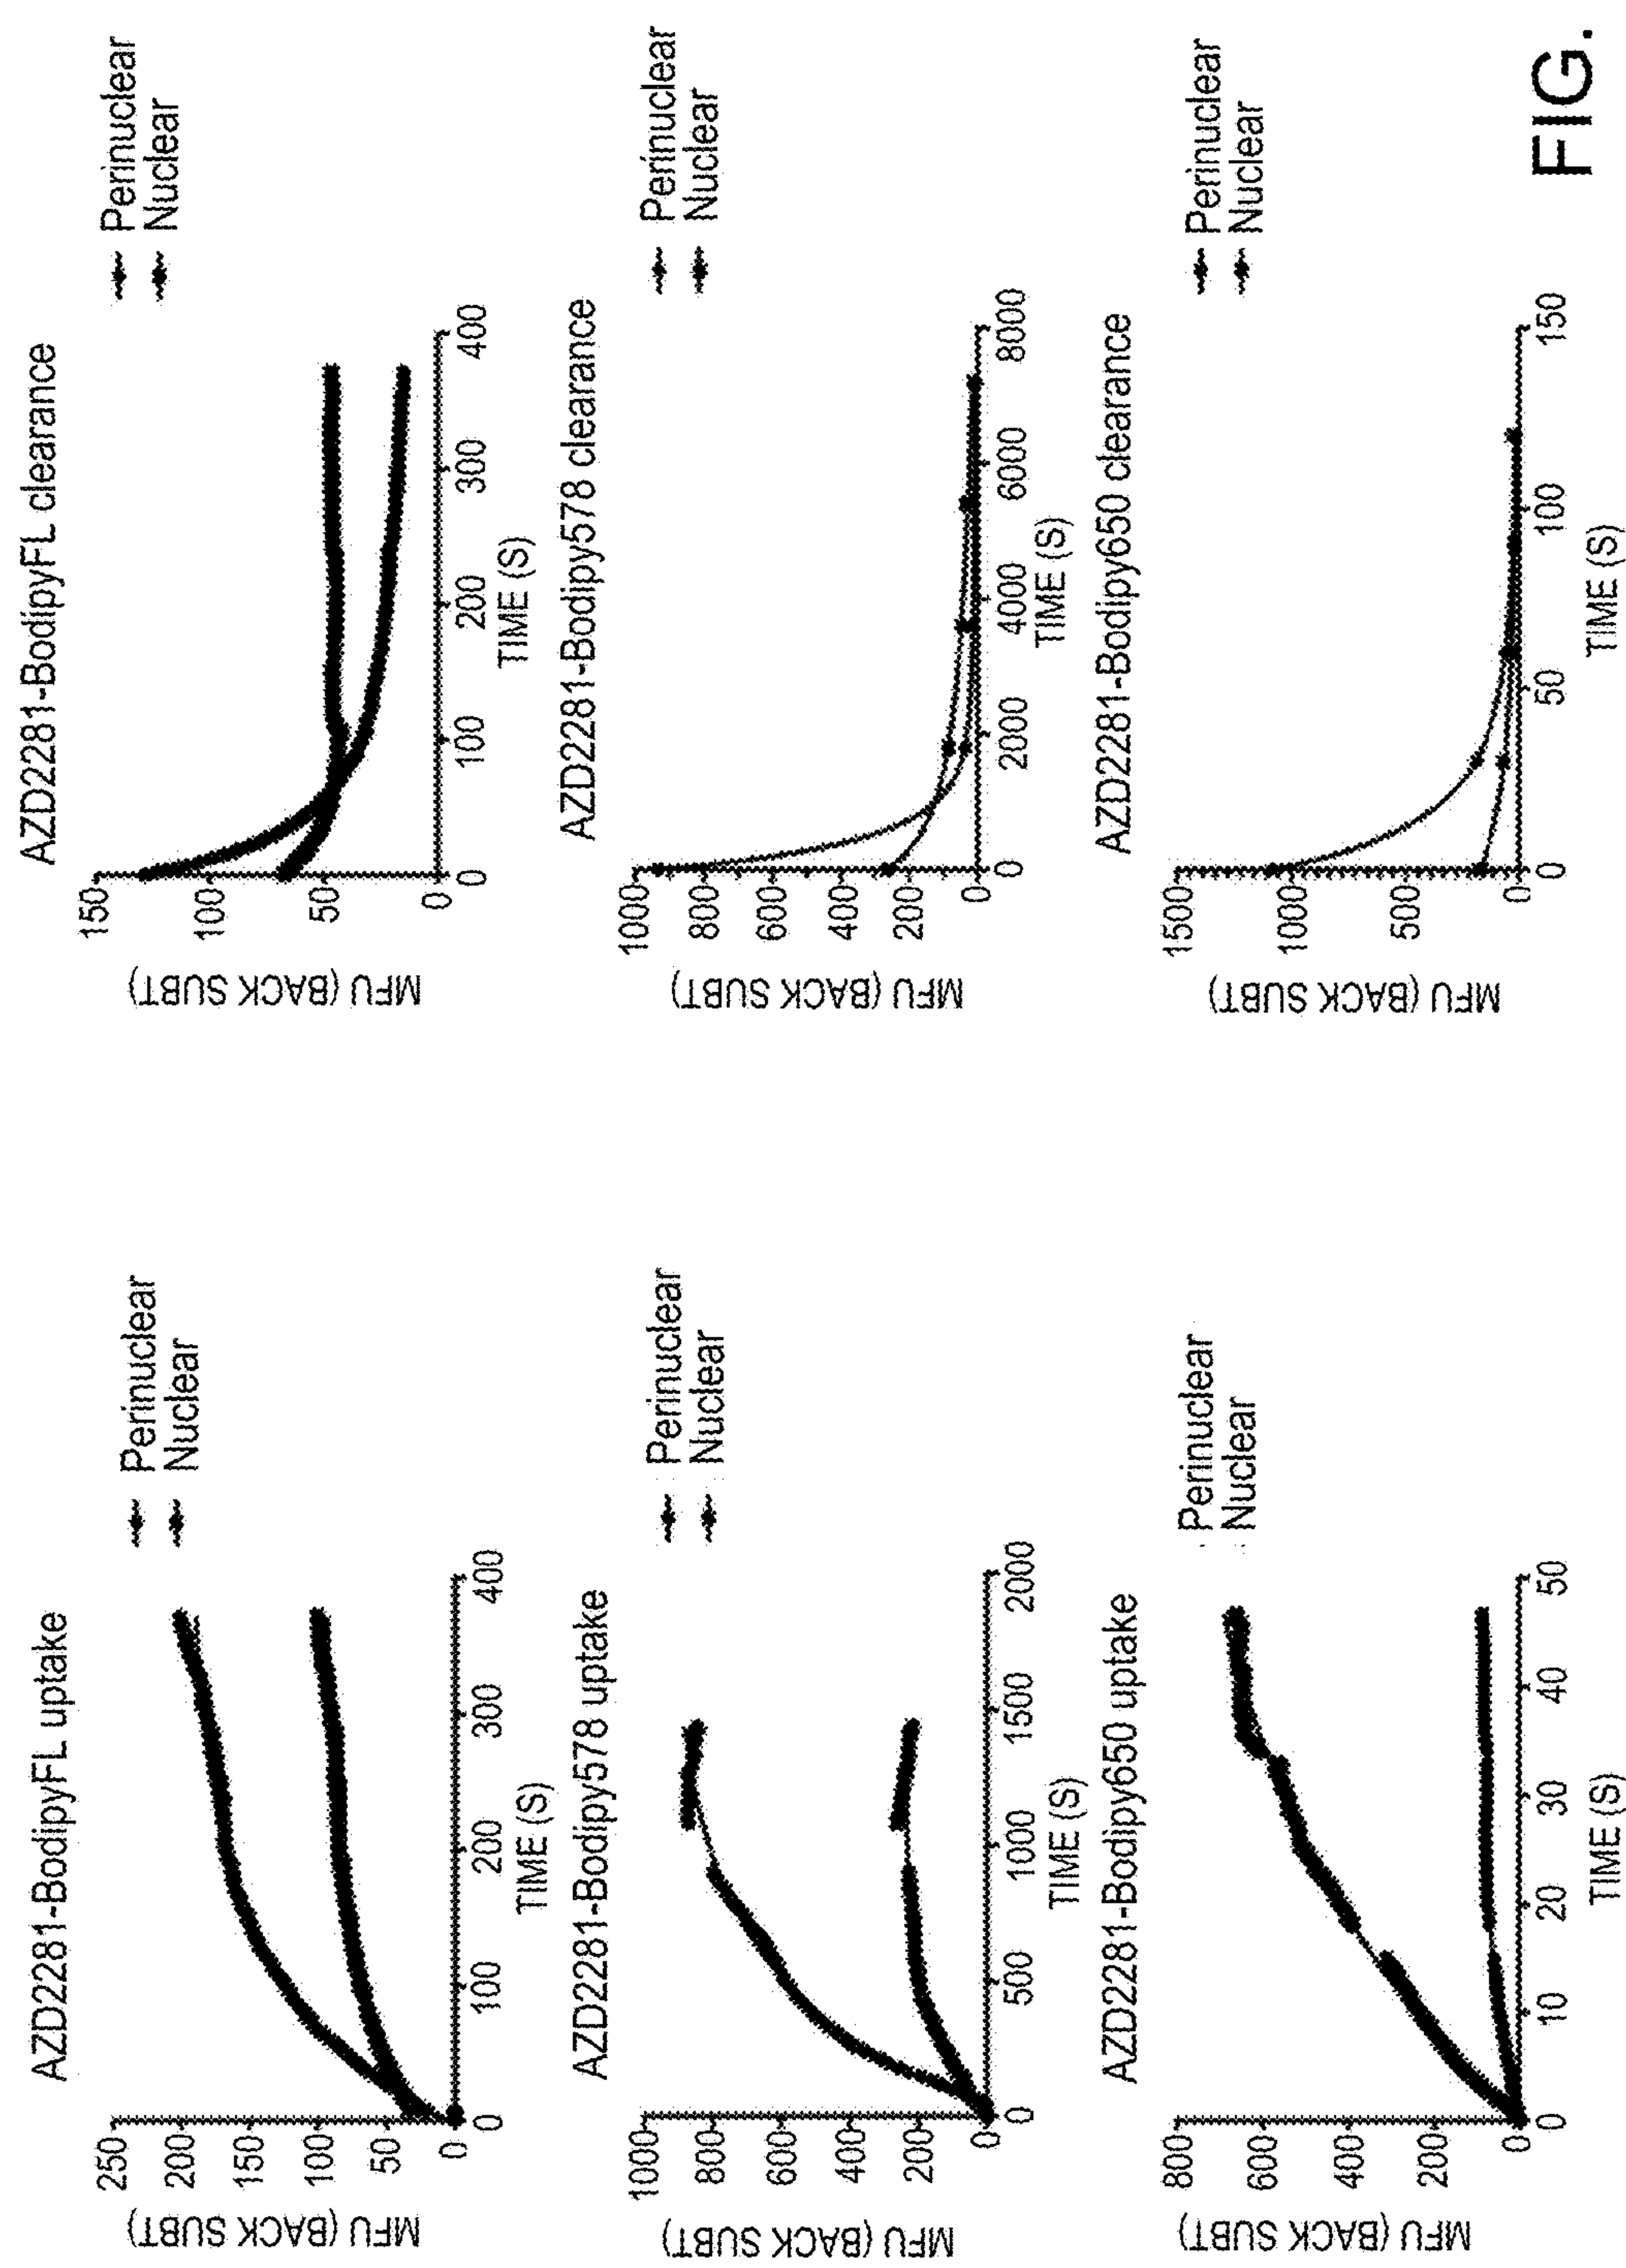 AZD2281-BodipyFL uptake
MFU (BACK SUBT)
250
200
150
100
50
0
0 100 200 300 400
TIME (S)
Perinuclear
Nuclear
AZD2281-BodipyFL clearance
MFU (BACK SUBT)
150
100
50
0
0 100 200 300 400
TIME (S)
Perinuclear
Nuclear
AZD2281-Bodipy578 uptake
MFU (BACK SUBT)
1000
800
600
400
200
0
0 500 1000 1500 2000
TIME (S)
Perinuclear
Nuclear
AZD2281-Bodipy578 clearance
MFU (BACK SUBT)
1000
800
600
400
200
0
0 2000 4000 6000 8000
TIME (S)
Perinuclear
Nuclear
AZD2281-Bodipy650 uptake
MFU (BACK SUBT)
800
600
400
200
0
0 10 20 30 40 50
TIME (S)
Perinuclear
Nuclear
AZD2281-Bodipy650 clearance
MFU (BACK SUBT)
1500
1000
500
0
0 50 100 150
TIME (S)
Perinuclear
Nuclear
FIG.